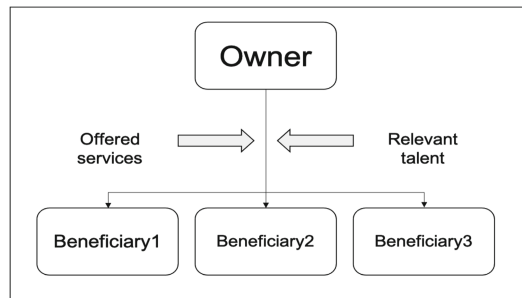 Owner
Offered
services
Relevant
talent
Beneficiary1
Beneficiary2
Beneficiary3